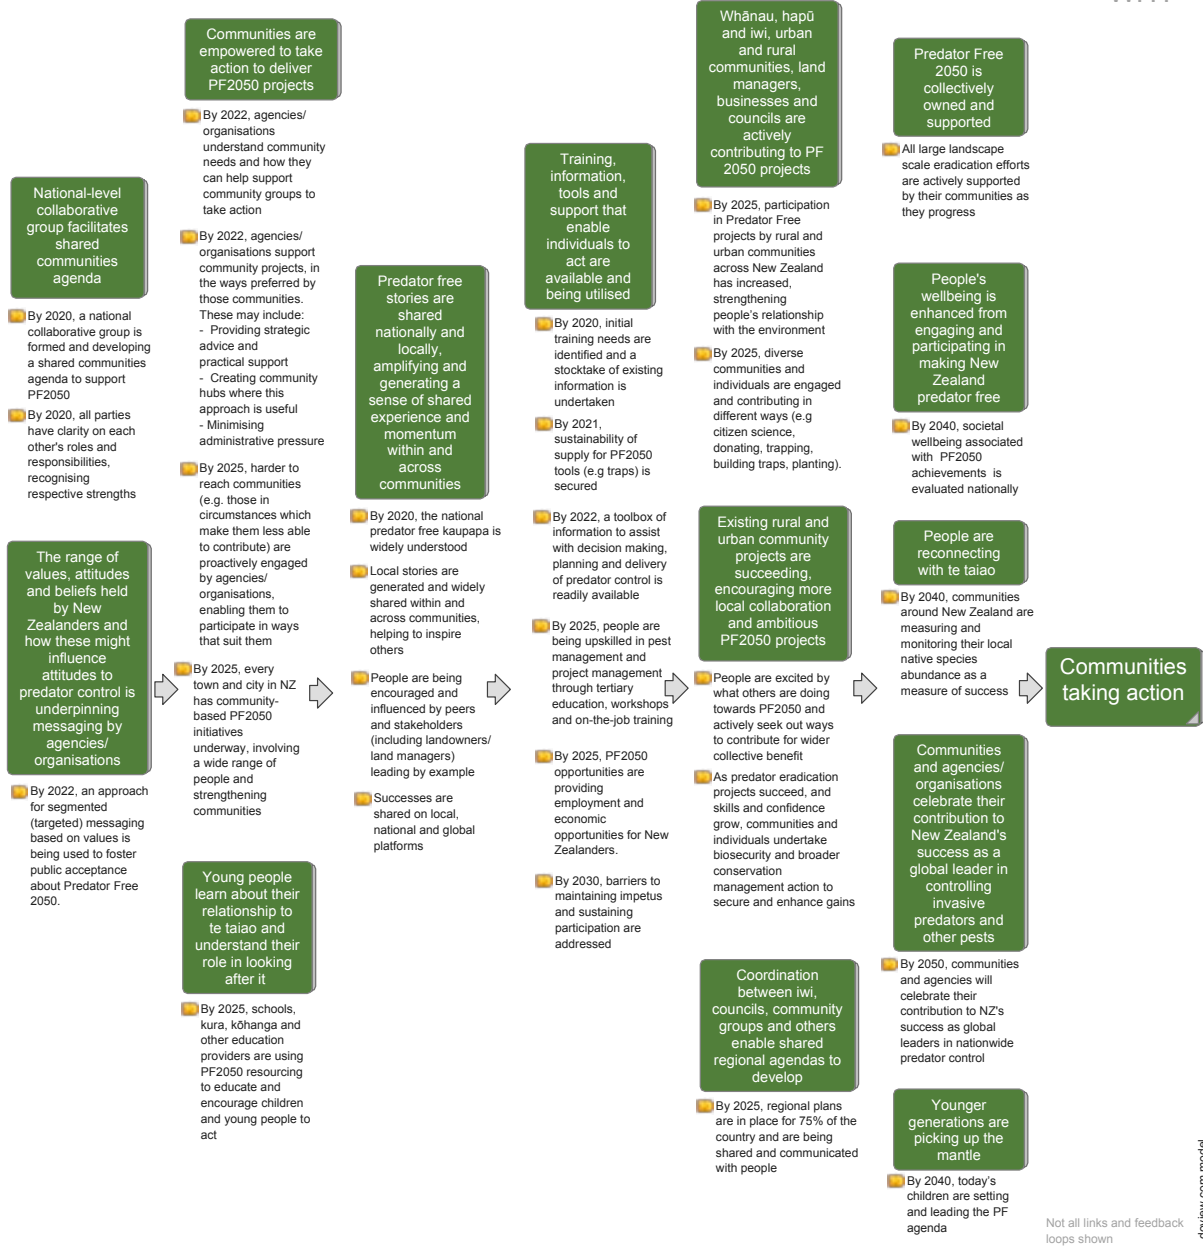 National-level
collaborative
group facilitates
shared
communities
agenda
By 2020, a national
collaborative group is
formed and developing
a shared communities
agenda to support
PF2050
By 2020, all parties
have clarity on each
other's roles and
responsibilities,
recognising
respective strengths
The range of
values, attitudes
and beliefs held
by New
Zealanders and
how these might
influence
attitudes to
predator control is
underpinning
messaging by
agencies/
organisations
By 2022, an approach
for segmented
(targeted) messaging
based on values is
being used to foster
public acceptance
about Predator Free
2050.
Communities are
empowered to take
action to deliver
PF2050 projects
By 2022, agencies/
organisations
understand community
needs and how they
can help support
community groups to
take action
By 2022, agencies/
organisations support
community projects, in
the ways preferred by
those communities.
These may include:
- Providing strategic
advice and
practical support
- Creating community
hubs where this
approach is useful
- Minimising
administrative pressure
By 2025, harder to
reach communities
(e.g. those in
circumstances which
make them less able
to contribute) are
proactively engaged
by agencies/
organisations,
enabling them to
participate in ways
that suit them
By 2025, every
town and city in NZ
has community-
based PF2050
initiatives
underway, involving
a wide range of
people and
strengthening
communities
Young people
learn about their
relationship to
te taiao and
understand their
role in looking
after it
By 2025, schools,
kura, kōhanga and
other education
providers are using
PF2050 resourcing
to educate and
encourage children
and young people to
act
Predator free
stories are
shared
nationally and
locally,
amplifying and
generating a
sense of shared
experience and
momentum
within and
across
communities
By 2020, the national
predator free kaupapa is
widely understood
Local stories are
generated and widely
shared within and
across communities,
helping to inspire
others
People are being
encouraged and
influenced by peers
and stakeholders
(including landowners/
land managers)
leading by example
Successes are
shared on local,
national and global
platforms
Training,
information,
tools and
support that
enable
individuals to
act are
available and
being utilised
By 2020, initial
training needs are
identified and a
stocktake of existing
information is
undertaken
By 2021,
sustainability of
supply for PF2050
tools (e.g traps) is
secured
By 2022, a toolbox of
information to assist
with decision making,
planning and delivery
of predator control is
readily available
By 2025, people are
being upskilled in pest
management and
project management
through tertiary
education, workshops
and on-the-job training
By 2025, PF2050
opportunities are
providing
employment and
economic
opportunities for New
Zealanders.
By 2030, barriers to
maintaining impetus
and sustaining
participation are
addressed
Whānau, hapū
and iwi, urban
and rural
communities, land
managers,
businesses and
councils are
actively
contributing to PF
2050 projects
By 2025, participation
in Predator Free
projects by rural and
urban communities
across New Zealand
has increased,
strengthening
people's relationship
with the environment
By 2025, diverse
communities and
individuals are engaged
and contributing in
different ways (e.g
citizen science,
donating, trapping,
building traps, planting).
Existing rural and
urban community
projects are
succeeding,
encouraging more
local collaboration
and ambitious
PF2050 projects
People are excited by
what others are doing
towards PF2050 and
actively seek out ways
to contribute for wider
collective benefit
As predator eradication
projects succeed, and
skills and confidence
grow, communities and
individuals undertake
biosecurity and broader
conservation
management action to
secure and enhance gains
Coordination
between iwi,
councils, community
groups and others
enable shared
regional agendas to
develop
By 2025, regional plans
are in place for 75% of the
country and are being
shared and communicated
with people
Predator Free
2050 is
collectively
owned and
supported
All large landscape
scale eradication efforts
are actively supported
by their communities as
they progress
People's
wellbeing is
enhanced from
engaging and
participating in
making New
Zealand
predator free
By 2040, societal
wellbeing associated
with PF2050
achievements is
evaluated nationally
People are
reconnecting
with te taiao
By 2040, communities
around New Zealand are
measuring and
monitoring their local
native species
abundance as a
measure of success
Communities
and agencies/
organisations
celebrate their
contribution to
New Zealand's
success as a
global leader in
controlling
invasive
predators and
other pests
By 2050, communities
and agencies will
celebrate their
contribution to NZ's
success as global
leaders in nationwide
predator control
Younger
generations are
picking up the
mantle
By 2040, today's
children are setting
and leading the PF
agenda
Communities
taking action
Not all links and feedback
loops shown